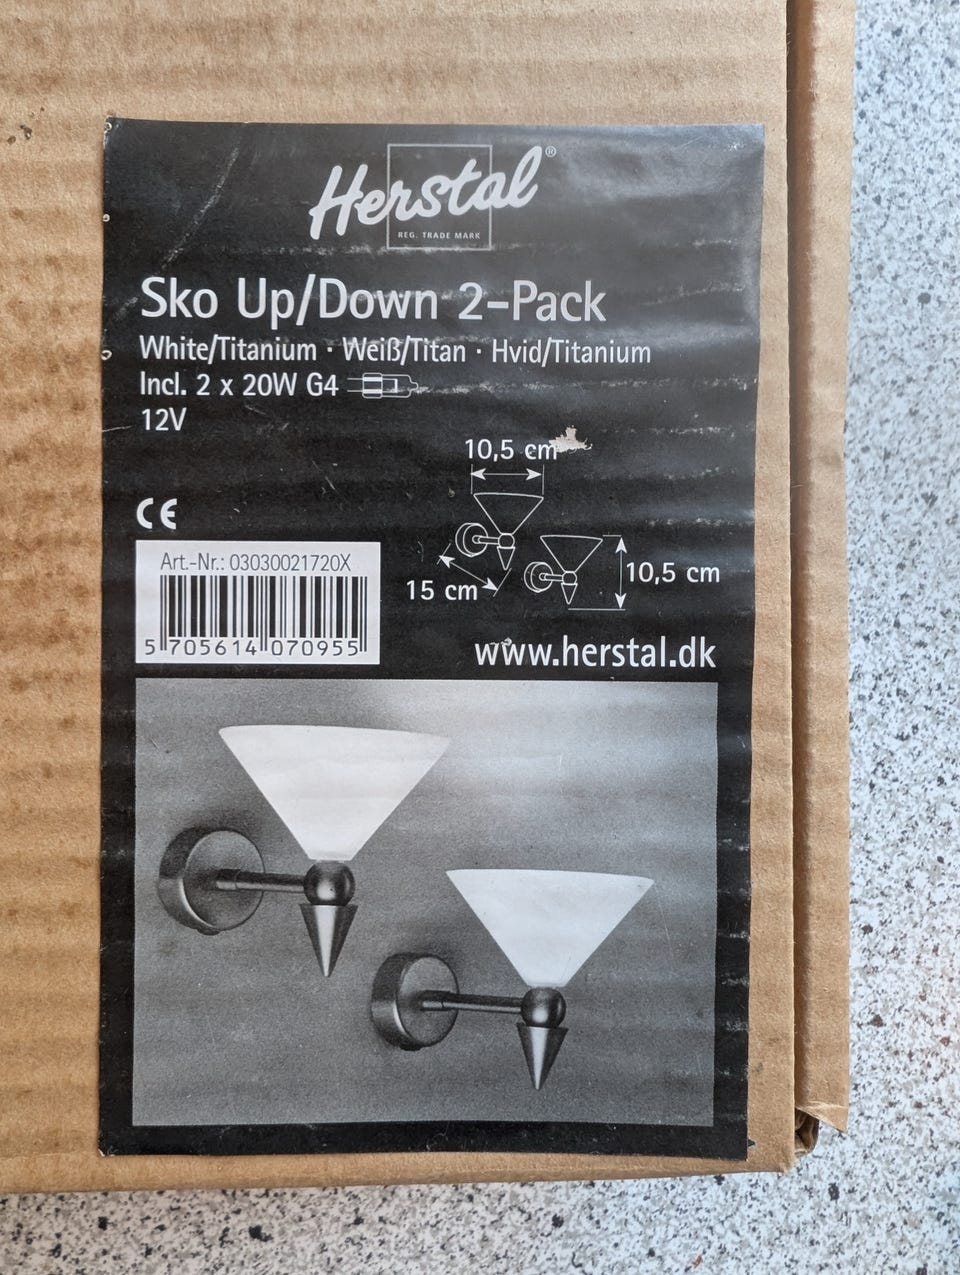 Herstal®
REG. TRADE MARK
Sko Up/Down 2-Pack
White/Titanium · Weiß/Titan · Hvid/Titanium
Incl. 2 x 20W G4
12V
10,5 cm
CE
Art.-Nr.: 03030021720X
15 cm
10,5 cm
5 705614 070955
www.herstal.dk